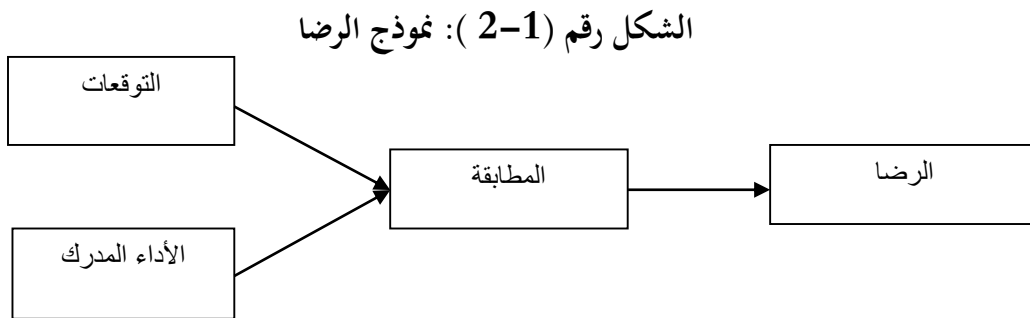 الشكل رقم (1-2 ): نموذج الرضا
التوقعات
المطابقة
الرضا
الأداء المدرك